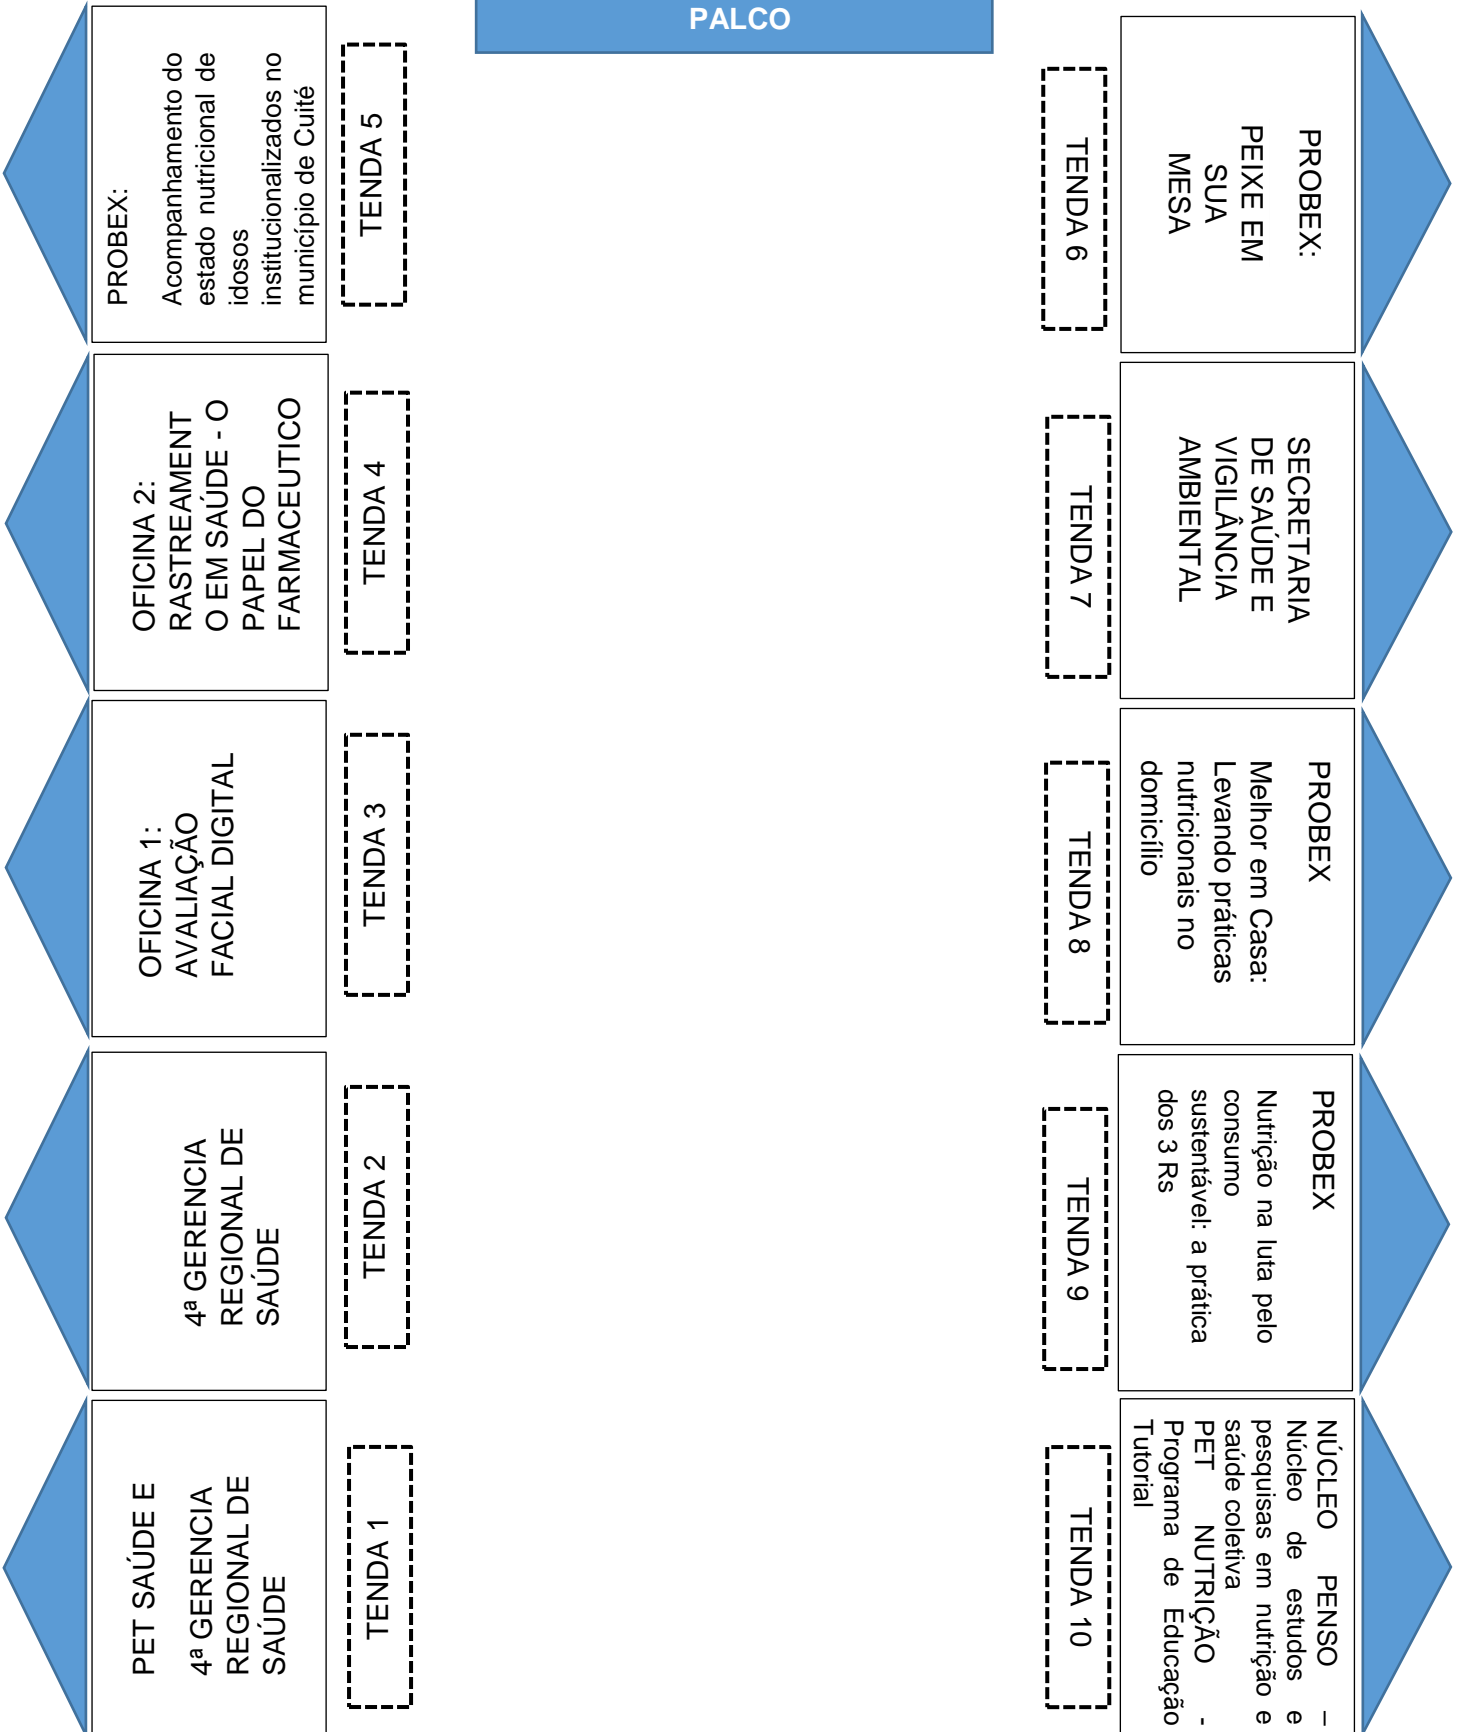 PALCO
PROBEX:
Acompanhamento do
estado nutricional de
idosos
institucionalizados no
município de Cuité
TENDA 5
OFICINA 2:
RASTREAMENT
O EM SAÚDE - O
PAPEL DO
FARMACEUTICO
TENDA 4
OFICINA 1:
AVALIAÇÃO
FACIAL DIGITAL
TENDA 3
4ª GERENCIA
REGIONAL DE
SAÚDE
TENDA 2
PET SAÚDE E
4ª GERENCIA
REGIONAL DE
SAÚDE
TENDA 1
PROBEX:
PEIXE EM
SUA
MESA
TENDA 6
SECRETARIA
DE SAÚDE E
VIGILÂNCIA
AMBIENTAL
TENDA 7
PROBEX
Melhor em Casa:
Levando práticas
nutricionais no
domicílio
TENDA 8
PROBEX
Nutrição na luta pelo
consumo
sustentável: a prática
dos 3 Rs
TENDA 9
NÚCLEO PENSO –
Núcleo de estudos e
pesquisas em nutrição e
saúde coletiva
PET NUTRIÇÃO -
Programa de Educação
Tutorial
TENDA 10